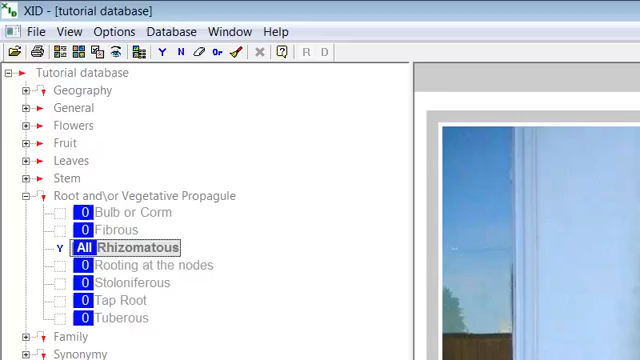 XID - [tutorial database]
File View Options Database Window Help
Y N Or ? R D
Tutorial database
Geography
General
Flowers
Fruit
Leaves
Stem
Root and\or Vegetative Propagule
0 Bulb or Corm
0 Fibrous
Y All Rhizomatous
0 Rooting at the nodes
0 Stoloniferous
0 Tap Root
0 Tuberous
Family
Synonymy